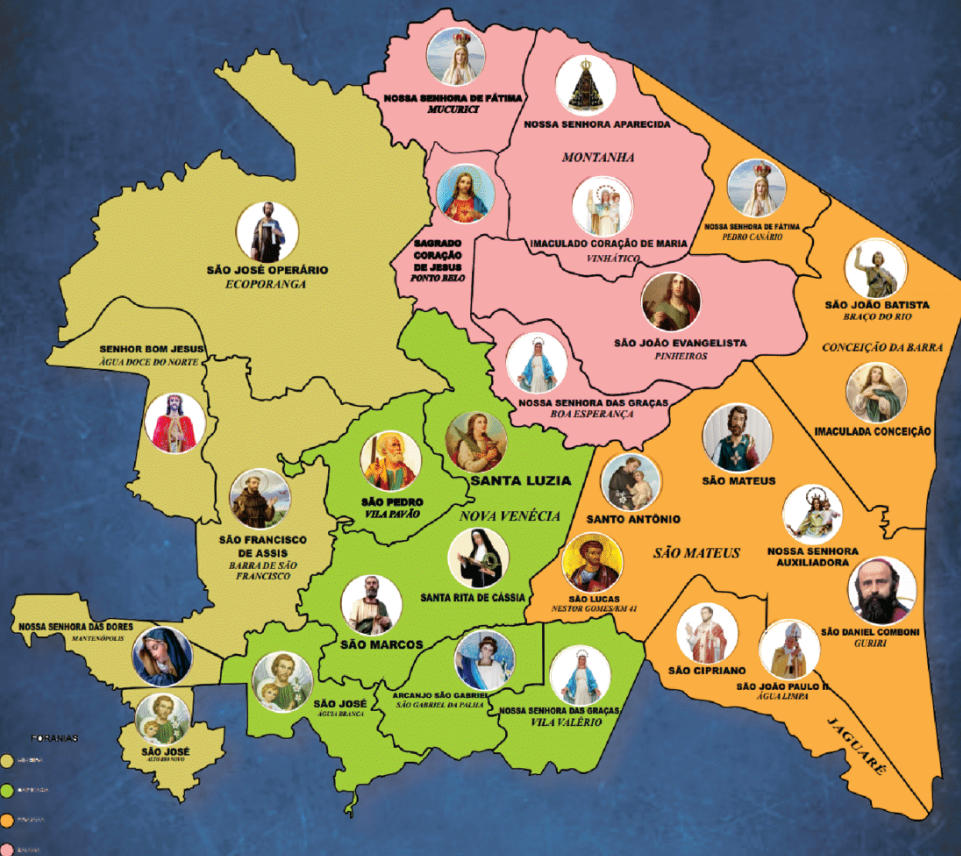 NOSSA SENHORA DE FÁTIMA
MUCURICI
NOSSA SENHORA APARECIDA
MONTANHA
IMACULADO CORAÇÃO DE MARIA
VINHÁTICO
SAGRADO
CORAÇÃO
DE JESUS
PONTO BELO
NOSSA SENHORA DE FÁTIMA
PEDRO CANÁRIO
SÃO JOSÉ OPERÁRIO
ECOPORANGA
SÃO JOÃO BATISTA
BRAÇO DO RIO
CONCEIÇÃO DA BARRA
IMACULADA CONCEIÇÃO
SÃO JOÃO EVANGELISTA
PINHEIROS
SENHOR BOM JESUS
ÀGUA DOCE DO NORTE
NOSSA SENHORA DAS GRAÇAS
BOA ESPERANÇA
SANTA LUZIA
NOVA VENÉCIA
SÃO PEDRO
VILA PAVÃO
SÃO MATEUS
SANTO ANTÔNIO
SÃO MATEUS
NOSSA SENHORA
AUXILIADORA
SÃO FRANCISCO
DE ASSIS
BARRA DE SÃO
FRANCISCO
SANTA RITA DE CÁSSIA
SÃO LUCAS
NESTOR GOMES/KM 41
SÃO DANIEL COMBONI
GURIRI
NOSSA SENHORA DAS DORES
MANTENÓPOLIS
SÃO MARCOS
SÃO CIPRIANO
SÃO JOÃO PAULO II
ÁGUA LIMPA
JAGUARÉ
SÃO JOSÉ
ÁGUIA BRANCA
ARCANJO SÃO GABRIEL
SÃO GABRIEL DA PALHA
NOSSA SENHORA DAS GRAÇAS
VILA VALÉRIO
SÃO JOSÉ
ALTO RIO NOVO
FORANIAS